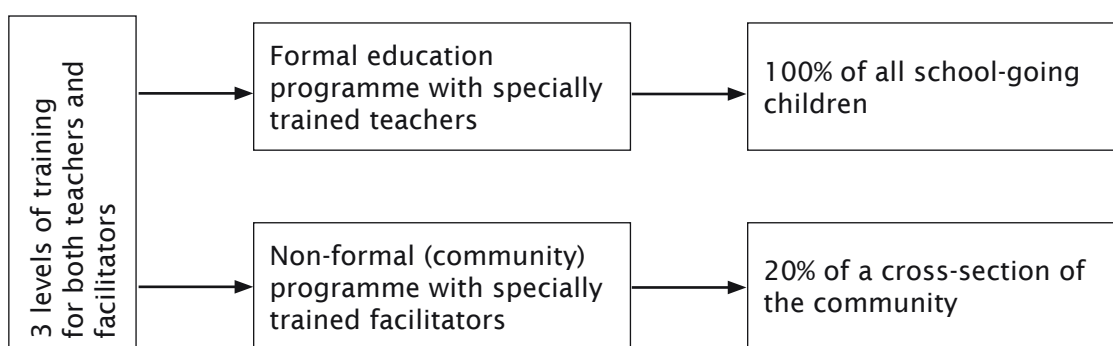 3 levels of training
for both teachers and
facilitators
Formal education
programme with specially
trained teachers
100% of all school-going
children
Non-formal (community)
programme with specially
trained facilitators
20% of a cross-section of
the community